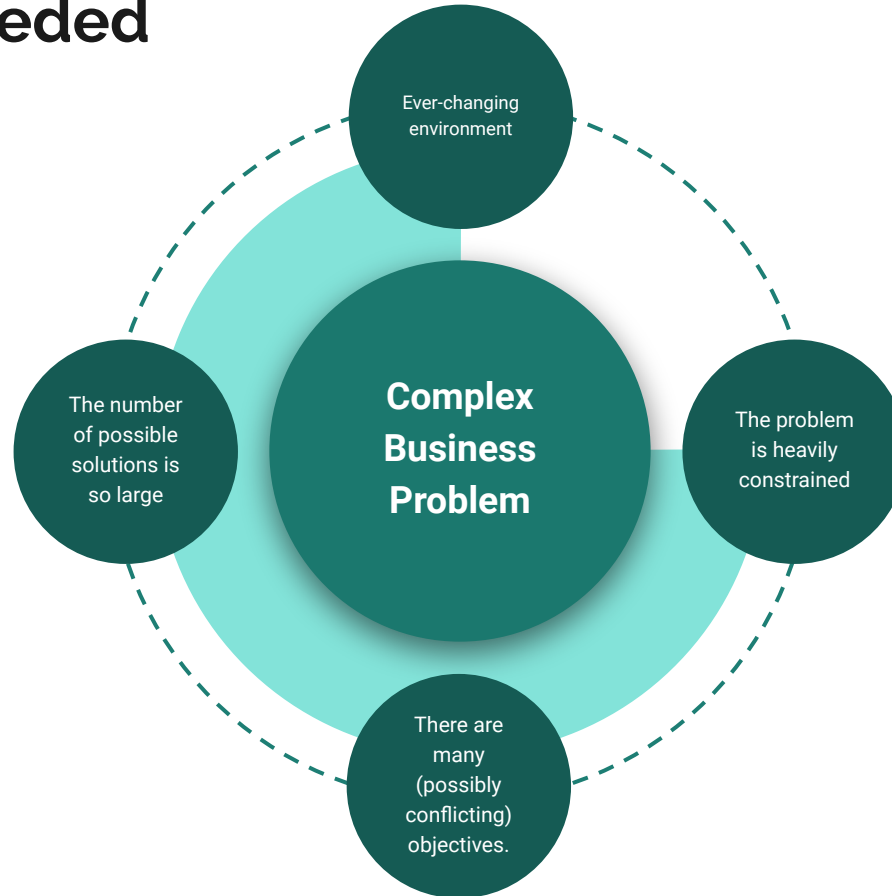 eded
Ever-changing
environment
The number
of possible
solutions is
so large
Complex
Business
Problem
The problem
is heavily
constrained
There are
many
(possibly
conflicting)
objectives.